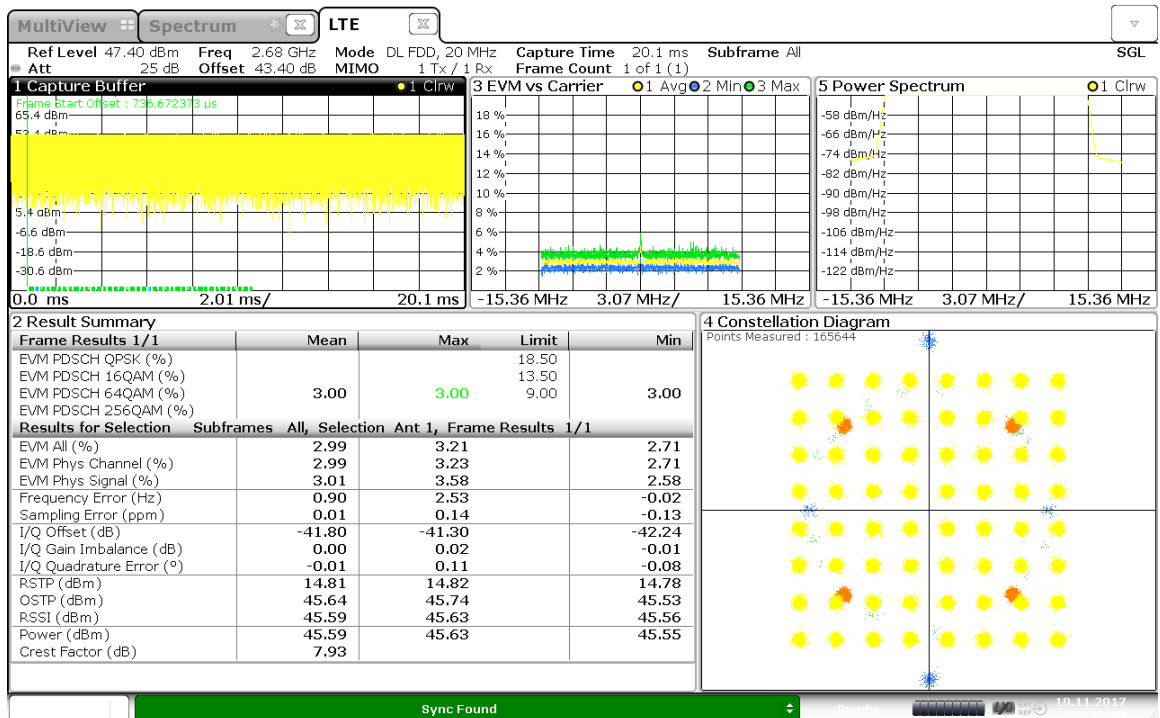 MultiView Spectrum LTE
Ref Level 47.40 dBm Freq 2.68 GHz Mode DL FDD, 20 MHz Capture Time 20.1 ms Subframe All SGL
Att 25 dB Offset 43.40 dB MIMO 1 Tx / 1 Rx Frame Count 1 of 1 (1)
1 Capture Buffer 1 Clrw
Frame Start Offset : 736.672373 µs
65.4 dBm
53.4 dBm
5.4 dBm
-6.6 dBm
-18.6 dBm
-30.6 dBm
0.0 ms 2.01 ms/ 20.1 ms
3 EVM vs Carrier 1 Avg 2 Min 3 Max
18 %
16 %
14 %
12 %
10 %
8 %
6 %
4 %
2 %
-15.36 MHz 3.07 MHz/ 15.36 MHz
5 Power Spectrum 1 Clrw
-58 dBm/Hz
-66 dBm/Hz
-74 dBm/Hz
-82 dBm/Hz
-90 dBm/Hz
-98 dBm/Hz
-106 dBm/Hz
-114 dBm/Hz
-122 dBm/Hz
-15.36 MHz 3.07 MHz/ 15.36 MHz
2 Result Summary
Frame Results 1/1 Mean Max Limit Min
EVM PDSCH QPSK (%) 18.50
EVM PDSCH 16QAM (%) 13.50
EVM PDSCH 64QAM (%) 3.00 3.00 9.00 3.00
EVM PDSCH 256QAM (%)
Results for Selection Subframes All, Selection Ant 1, Frame Results 1/1
EVM All (%) 2.99 3.21 2.71
EVM Phys Channel (%) 2.99 3.23 2.71
EVM Phys Signal (%) 3.01 3.58 2.58
Frequency Error (Hz) 0.90 2.53 -0.02
Sampling Error (ppm) 0.01 0.14 -0.13
I/Q Offset (dB) -41.80 -41.30 -42.24
I/Q Gain Imbalance (dB) 0.00 0.02 -0.01
I/Q Quadrature Error (°) -0.01 0.11 -0.08
RSTP (dBm) 14.81 14.82 14.78
OSTP (dBm) 45.64 45.74 45.53
RSSI (dBm) 45.59 45.63 45.56
Power (dBm) 45.59 45.63 45.55
Crest Factor (dB) 7.93
4 Constellation Diagram
Points Measured : 165644
Sync Found Ready 10.11.2017